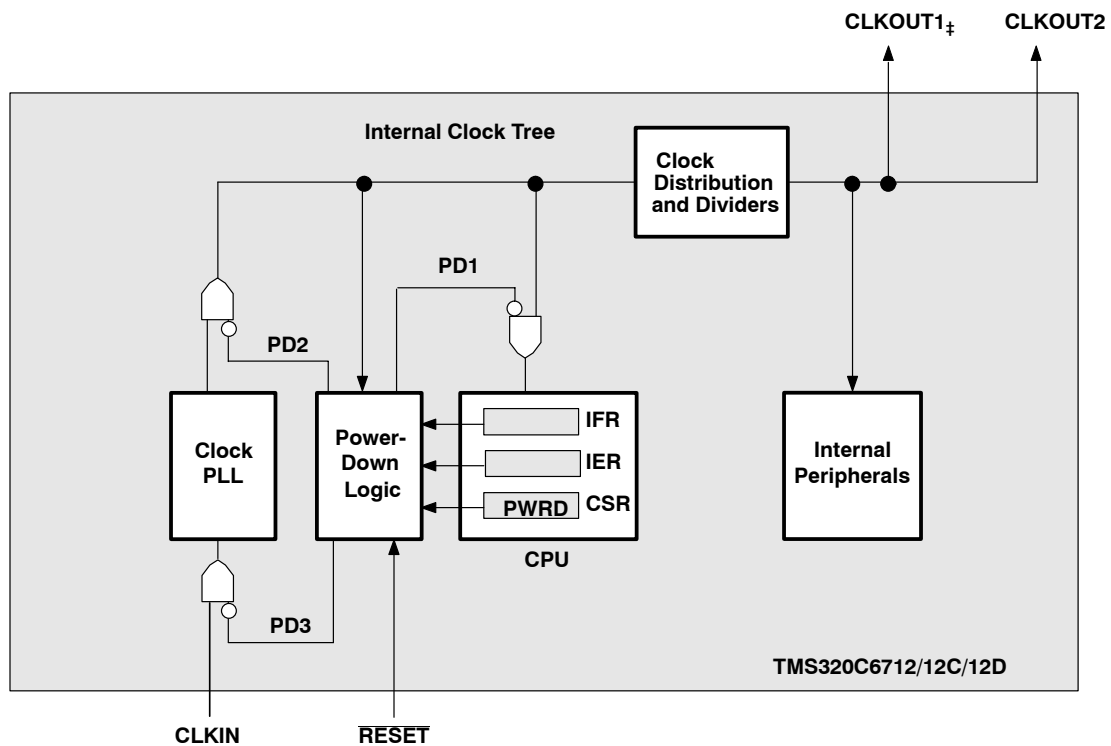 CLKOUT1‡
CLKOUT2
Internal Clock Tree
Clock
Distribution
and Dividers
PD1
PD2
Clock
PLL
Power-
Down
Logic
IFR
IER
PWRD
CSR
CPU
Internal
Peripherals
PD3
TMS320C6712/12C/12D
CLKIN
RESET